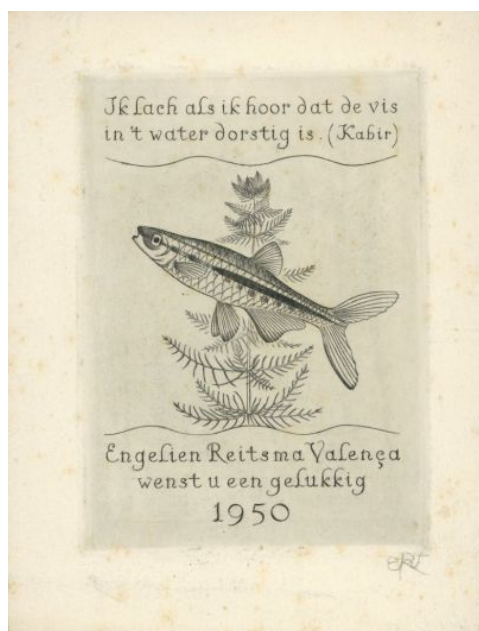 Ik lach als ik hoor dat de vis
in 't water dorstig is. (Kabir)
Engelien Reitsma Valença
wenst u een gelukkig
1950